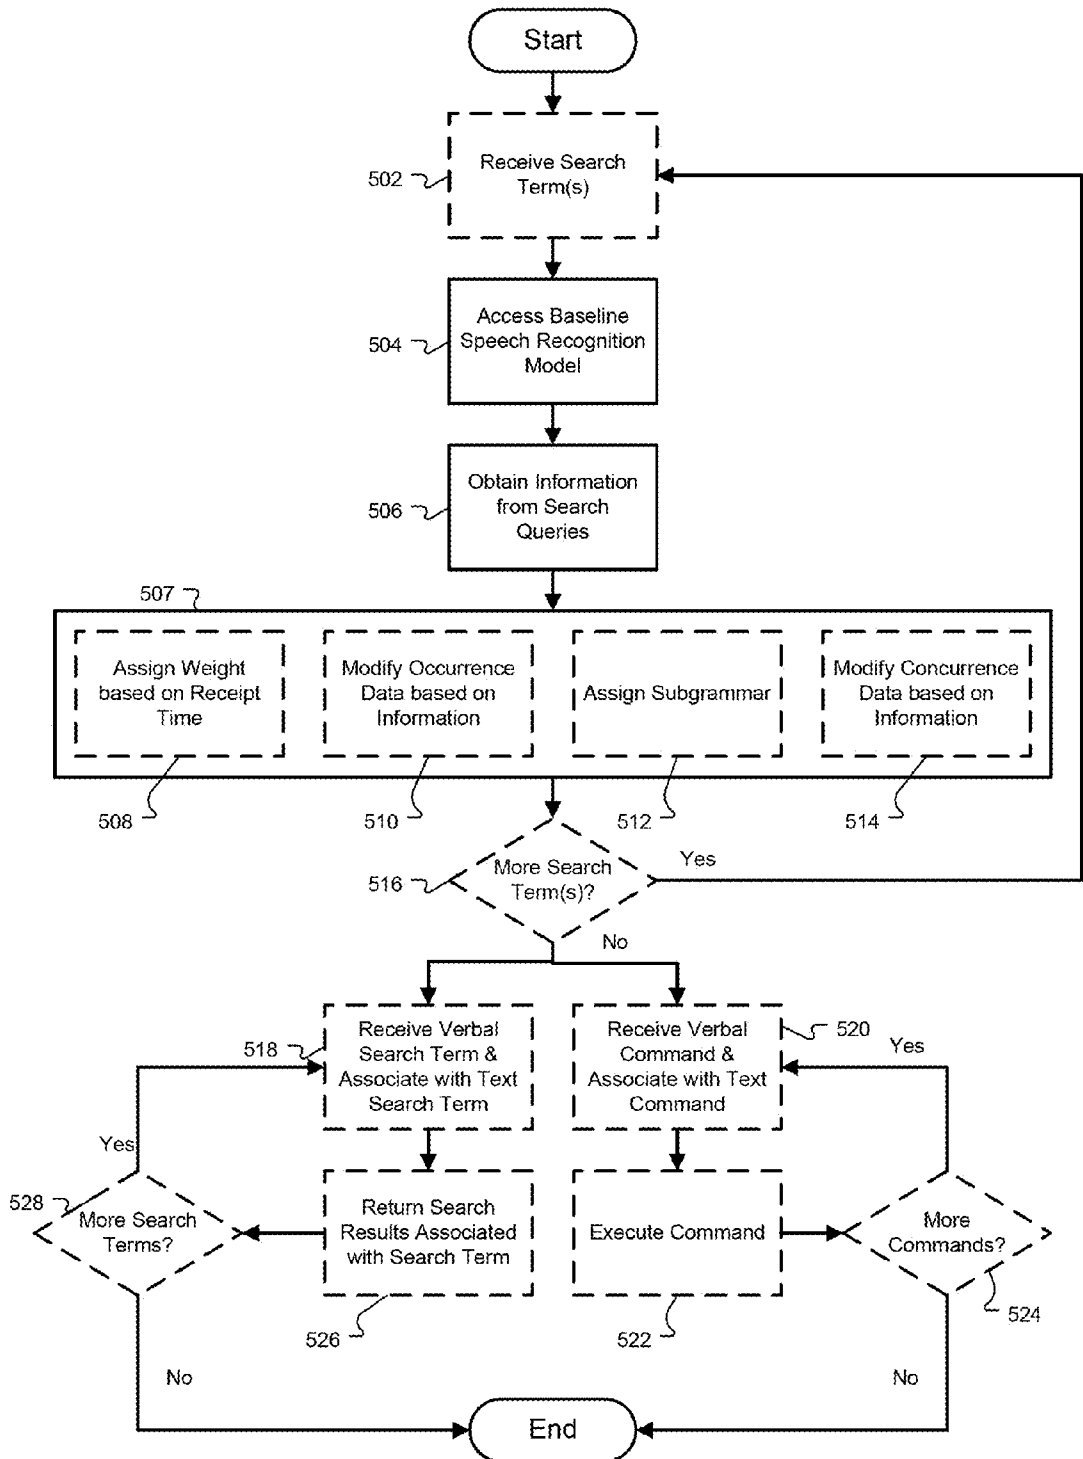 Start
502
Receive Search
Term(s)
504
Access Baseline
Speech Recognition
Model
506
Obtain Information
from Search
Queries
507
Assign Weight
based on Receipt
Time
Modify Occurrence
Data based on
Information
Assign Subgrammar
Modify Concurrence
Data based on
Information
508
510
512
514
516
More Search
Term(s)?
Yes
No
518
Receive Verbal
Search Term &
Associate with Text
Search Term
Receive Verbal
Command &
Associate with Text
Command
520
Yes
Yes
528
More Search
Terms?
Return Search
Results Associated
with Search Term
Execute Command
More
Commands?
526
522
524
No
No
End